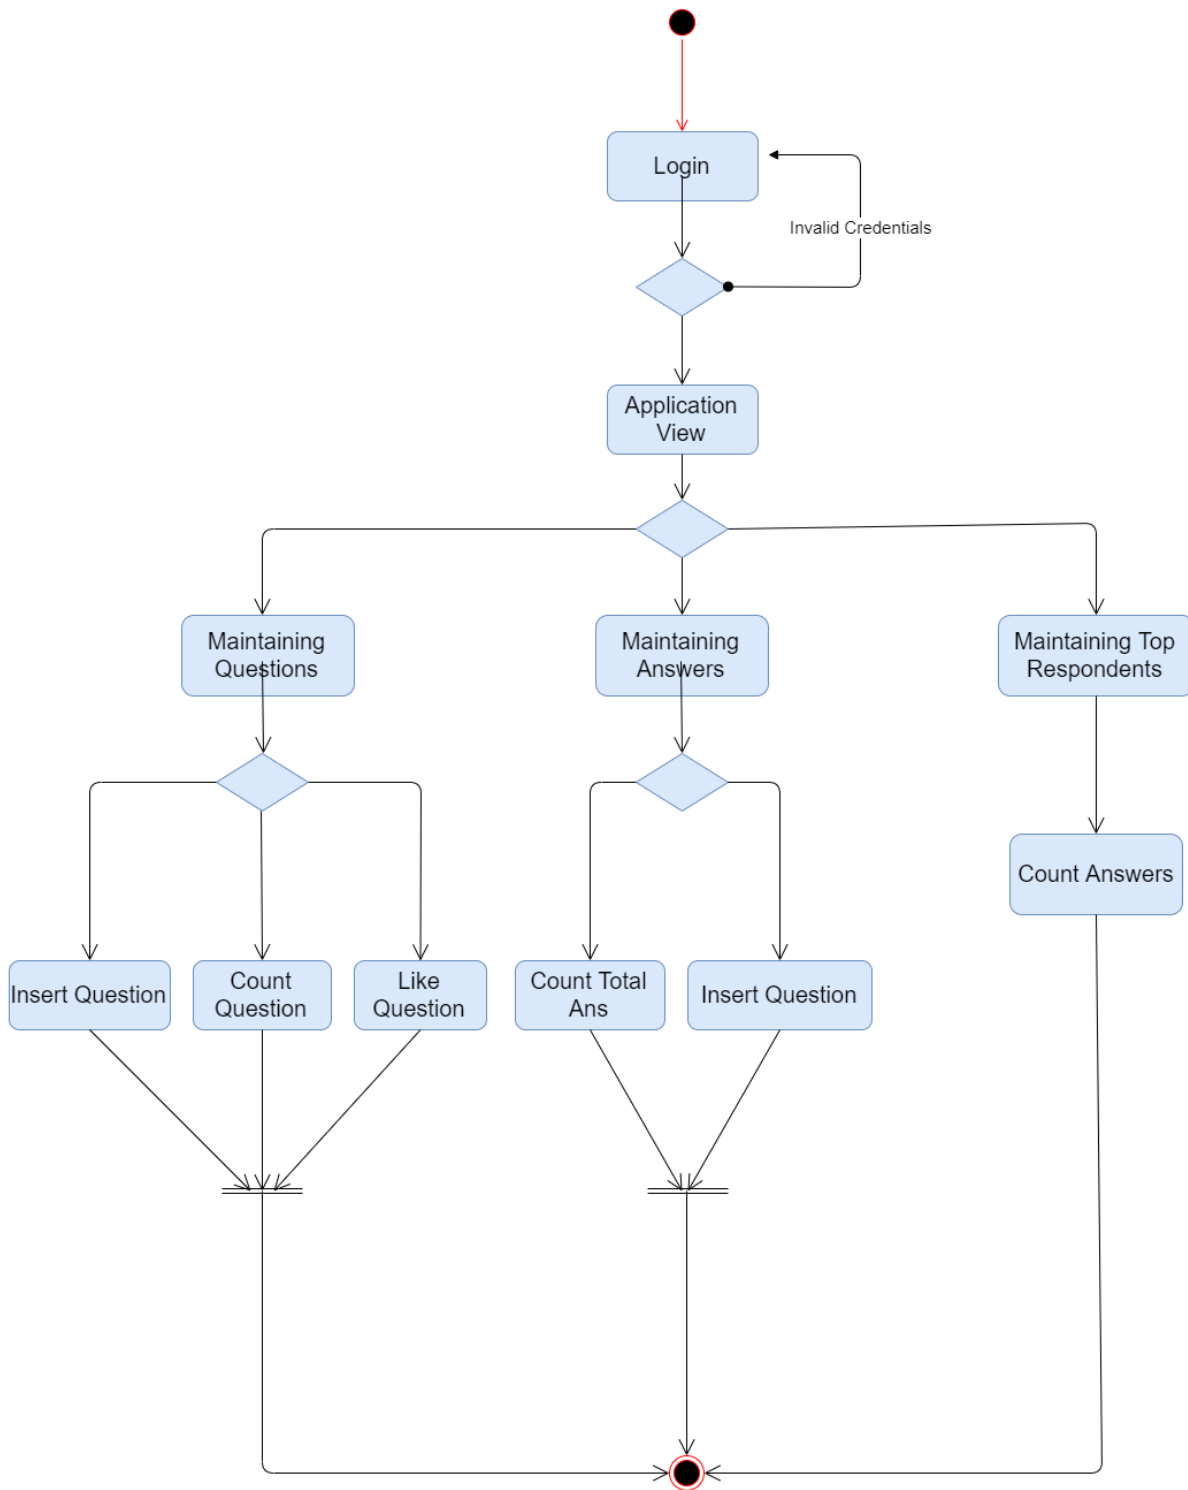 Login
Invalid Credentials
Application
View
Maintaining
Questions
Maintaining
Answers
Maintaining Top
Respondents
Count Answers
Insert Question
Count
Question
Like
Question
Count Total
Ans
Insert Question